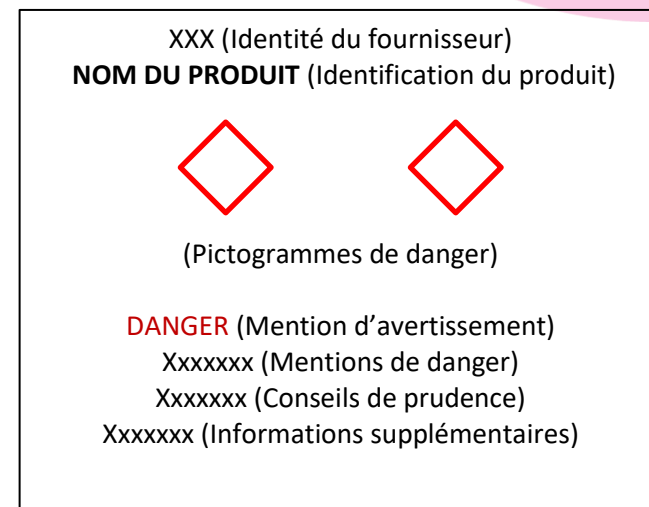 XXX (Identité du fournisseur)
NOM DU PRODUIT (Identification du produit)
(Pictogrammes de danger)
DANGER (Mention d’avertissement)
Xxxxxxx (Mentions de danger)
Xxxxxxx (Conseils de prudence)
Xxxxxxx (Informations supplémentaires)